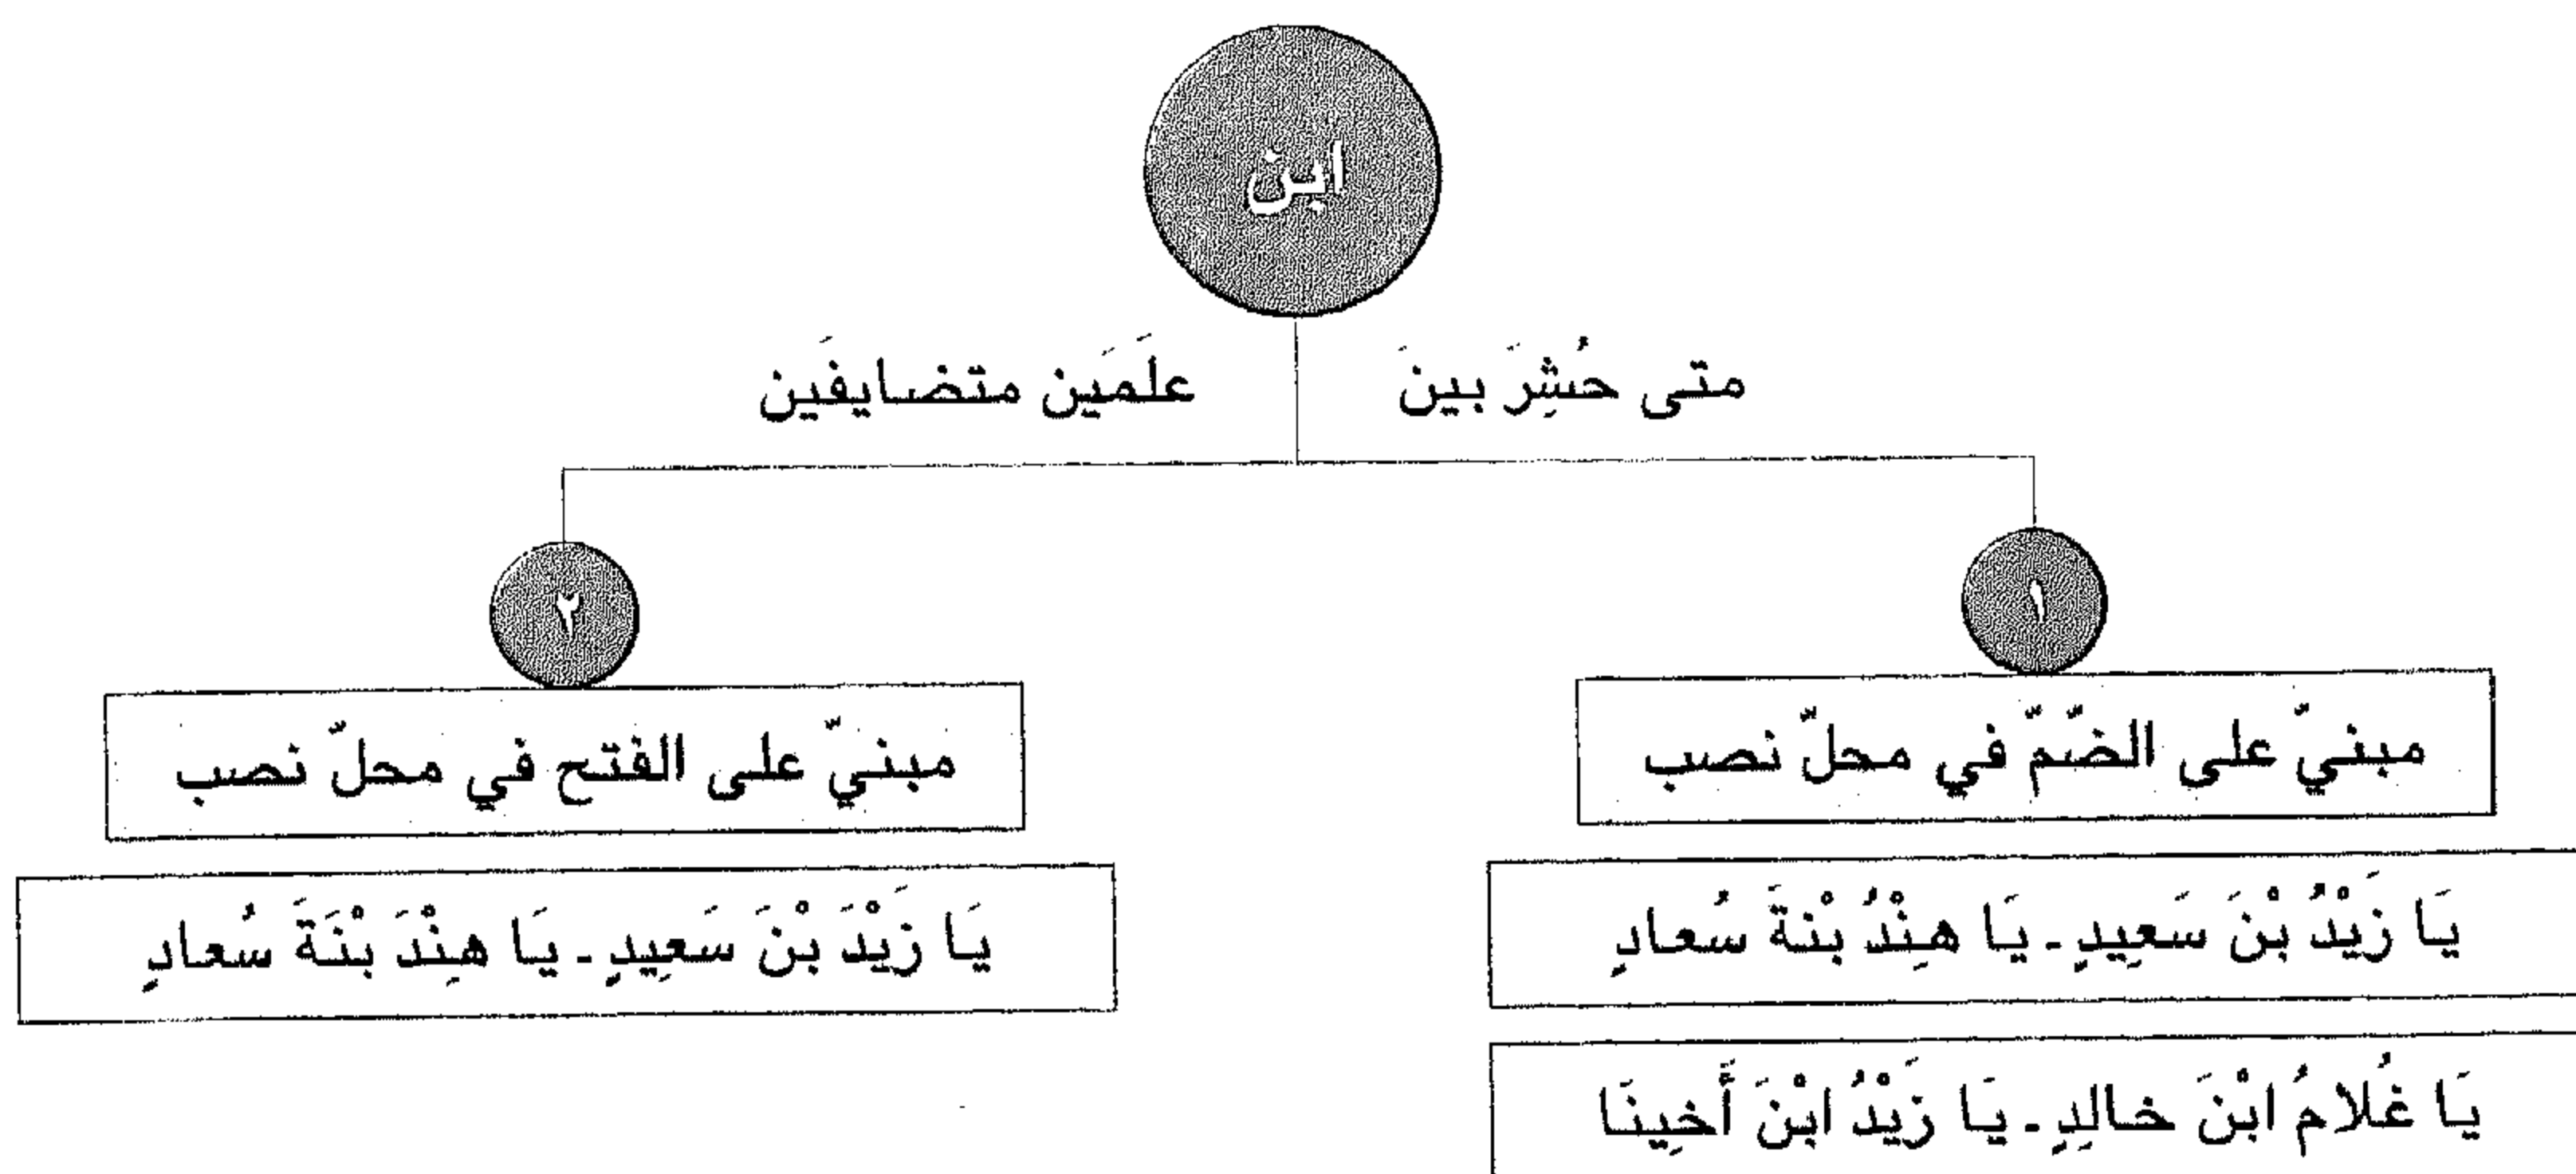 ابن
متى حُشِرَ بينَ علَمَين متضايفَين
١
مبنيّ على الضّمّ في محلّ نصب
يَا زَيْدُ بْنَ سَعِيدٍ ـ يَا هِنْدُ بْنةَ سُعادٍ
يَا غُلامُ ابْنَ خالِدٍ ـ يَا زَيْدُ ابْنَ أَخِينَا
٢
مبنيّ على الفتح في محلّ نصب
يَا زَيْدَ بْنَ سَعِيدٍ ـ يَا هِنْدَ بْنَةَ سُعادٍ